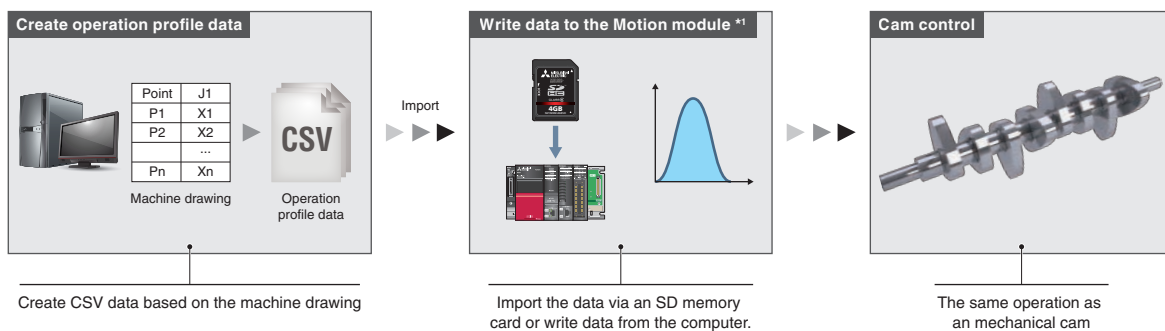 Create operation profile data
Point J1
P1 X1
P2 X2
...
Pn Xn
Machine drawing
CSV
Operation
profile data
Create CSV data based on the machine drawing
Import
Write data to the Motion module *1
4GB
Import the data via an SD memory
card or write data from the computer.
Cam control
The same operation as
an mechanical cam